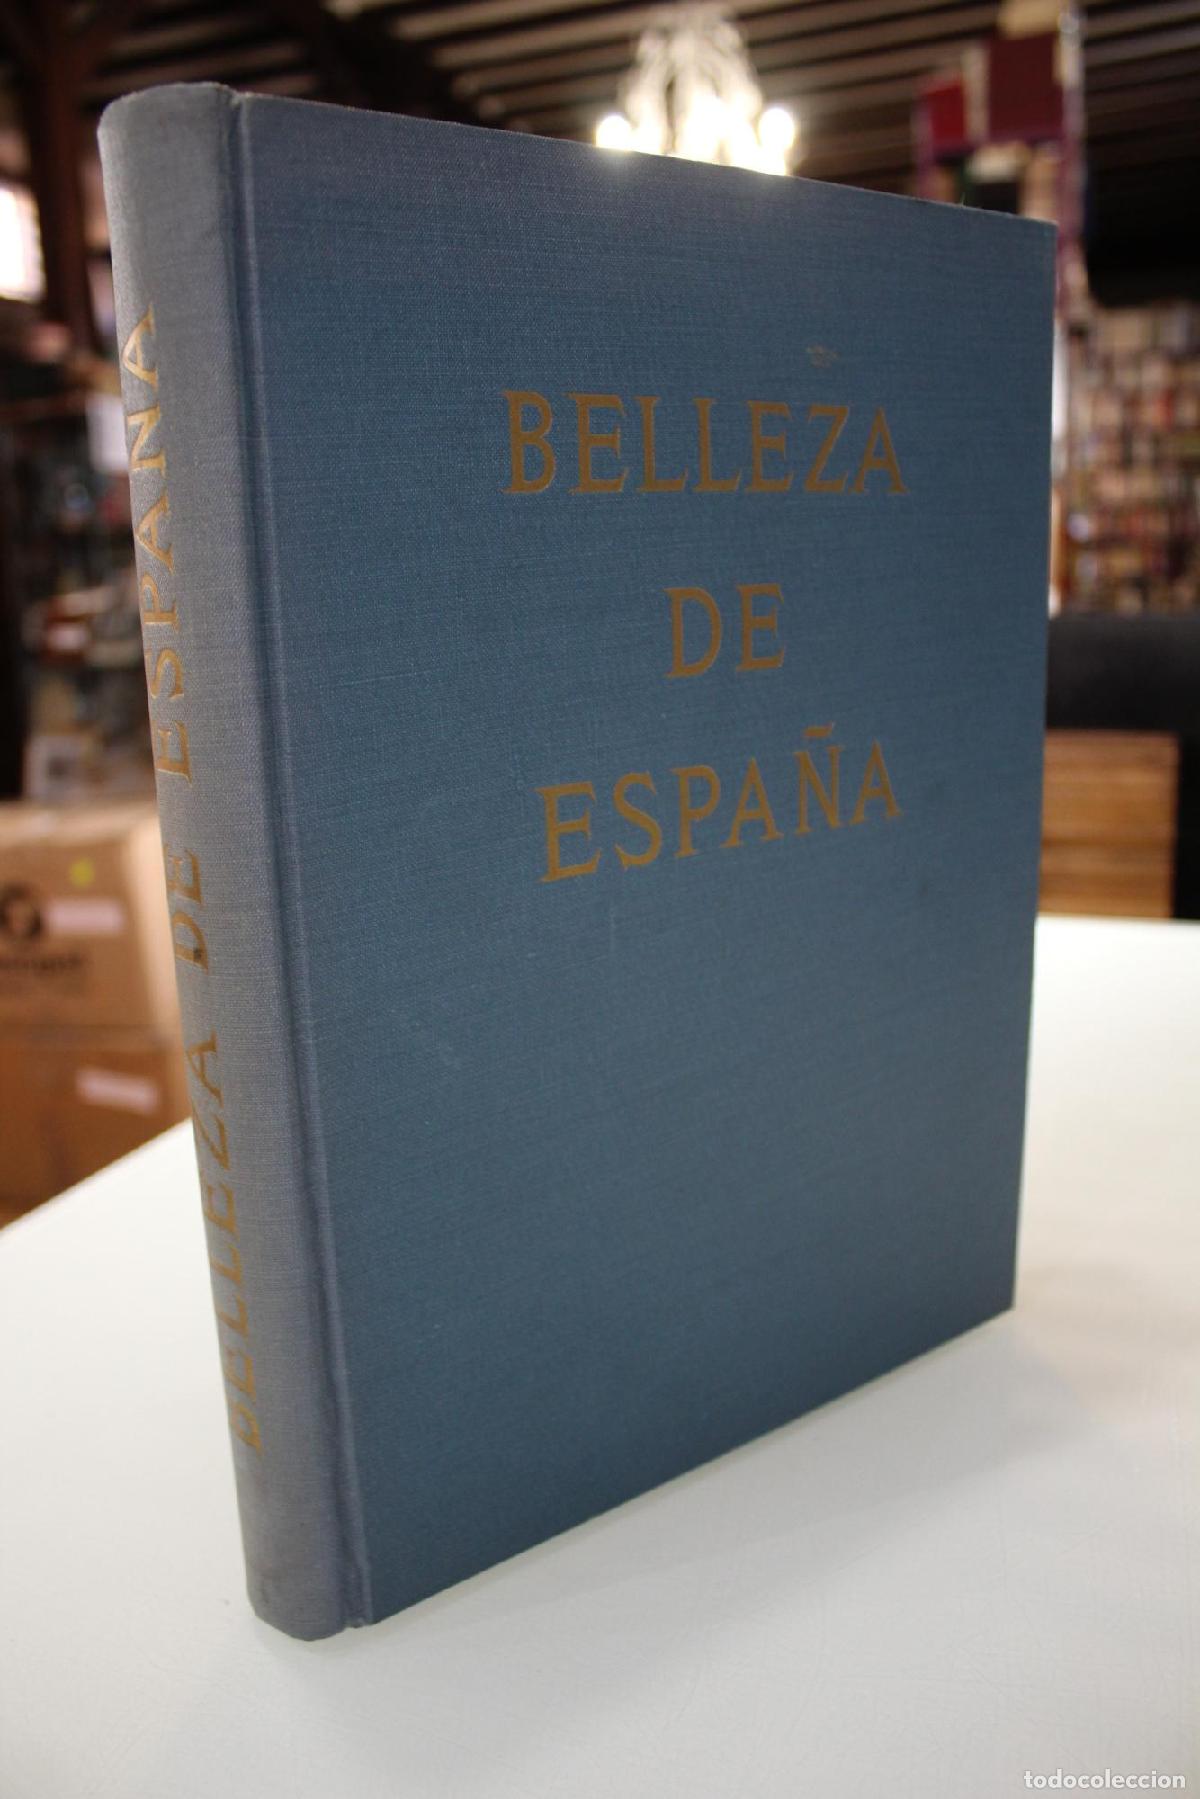 BELLEZA
DE
ESPAÑA
BELLEZA DE ESPAÑA
todocoleccion